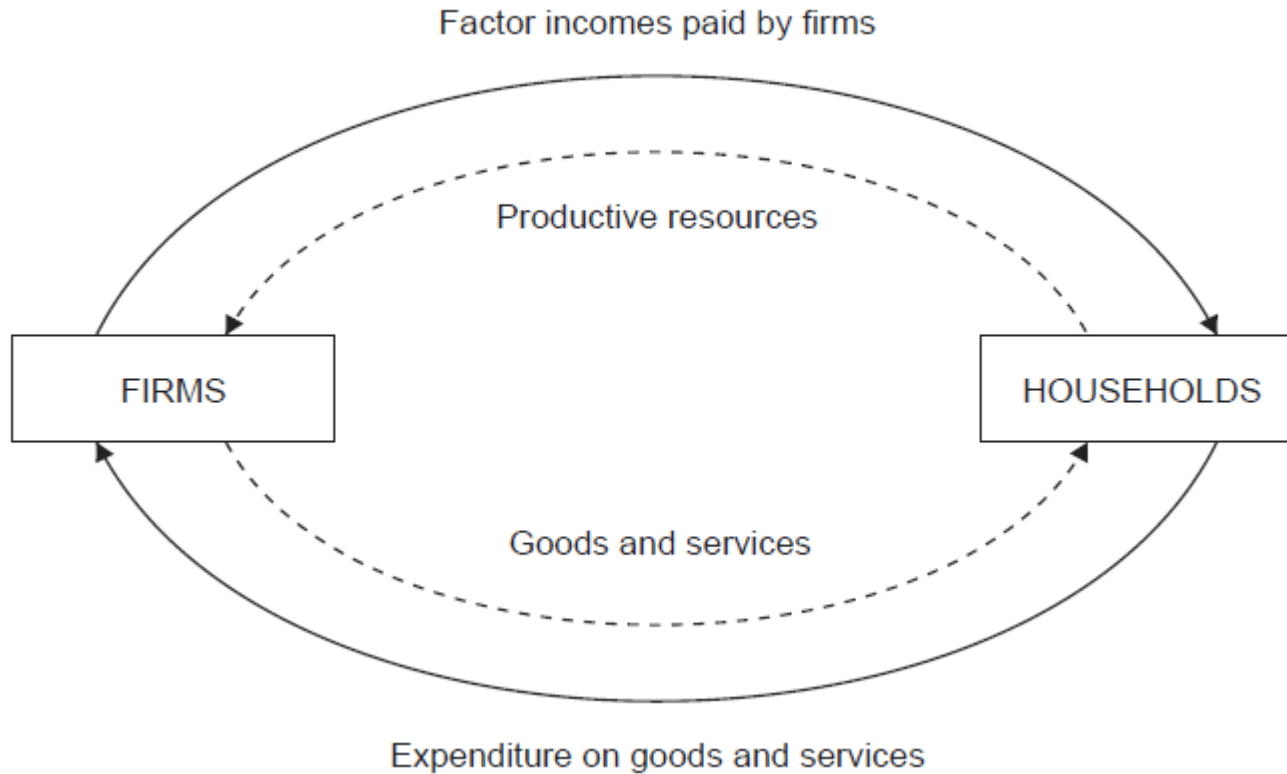 Factor incomes paid by firms
Productive resources
FIRMS
HOUSEHOLDS
Goods and services
Expenditure on goods and services